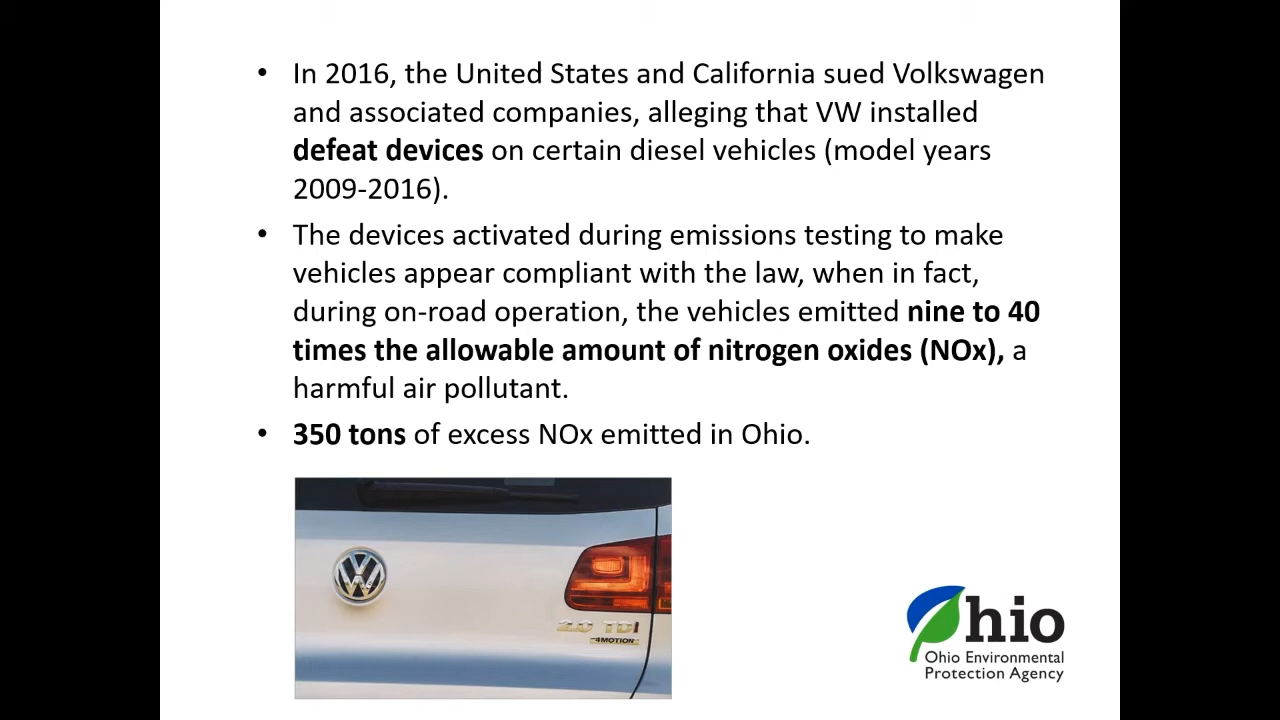 • In 2016, the United States and California sued Volkswagen
and associated companies, alleging that VW installed
defeat devices on certain diesel vehicles (model years
2009-2016).
• The devices activated during emissions testing to make
vehicles appear compliant with the law, when in fact,
during on-road operation, the vehicles emitted nine to 40
times the allowable amount of nitrogen oxides (NOx), a
harmful air pollutant.
• 350 tons of excess NOx emitted in Ohio.
VW
2.0 TDI
4MOTION
Ohio
Ohio Environmental
Protection Agency